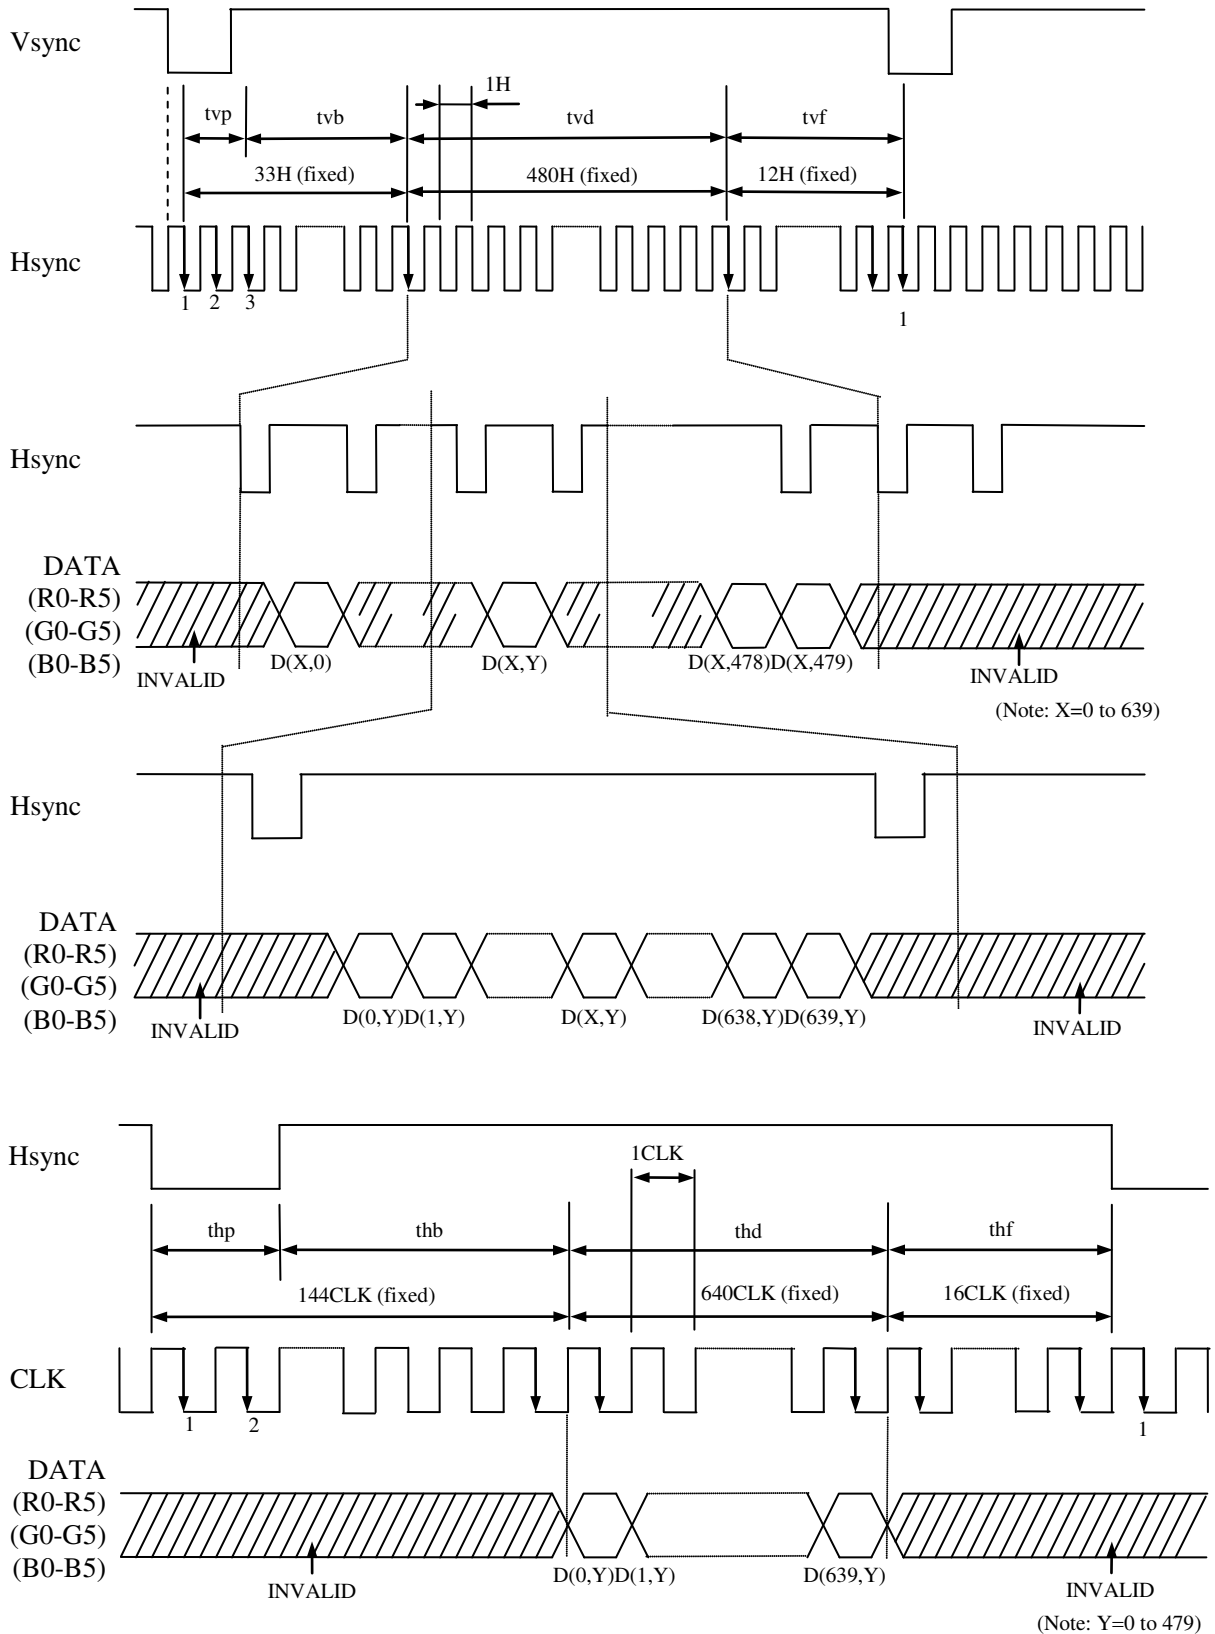 Vsync
1H
tvp tvb tvd tvf
33H (fixed) 480H (fixed) 12H (fixed)
Hsync
1 2 3 1
Hsync
DATA
(R0-R5)
(G0-G5)
(B0-B5)
D(X,0) D(X,Y) D(X,478)D(X,479)
INVALID INVALID
(Note: X=0 to 639)
Hsync
DATA
(R0-R5)
(G0-G5)
(B0-B5)
D(0,Y)D(1,Y) D(X,Y) D(638,Y)D(639,Y)
INVALID INVALID
Hsync
1CLK
thp thb thd thf
144CLK (fixed) 640CLK (fixed) 16CLK (fixed)
CLK
1 2 1
DATA
(R0-R5)
(G0-G5)
(B0-B5)
D(0,Y)D(1,Y) D(639,Y)
INVALID INVALID
(Note: Y=0 to 479)